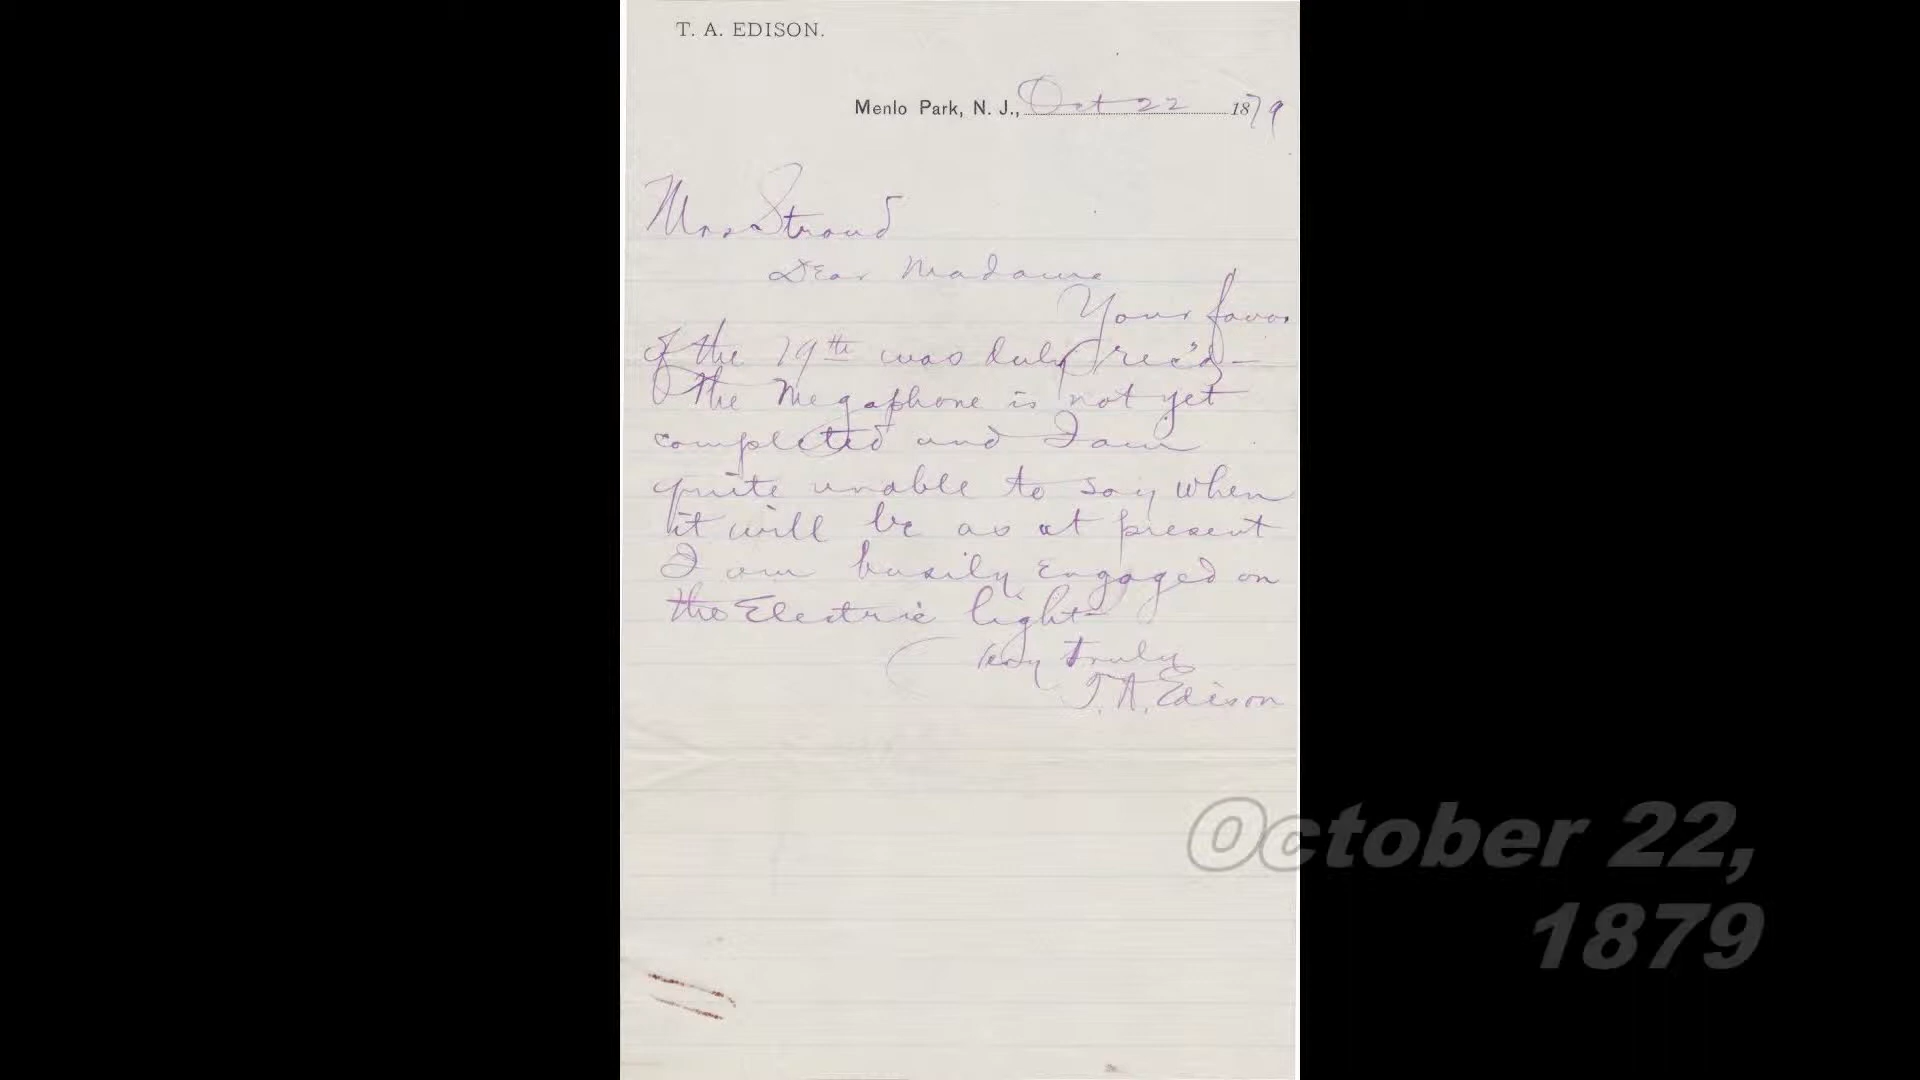 T. A. EDISON.
Menlo Park, N. J., Oct 22 1879
Mrs Stroud
Dear Madame
Your favor
of the 19th was duly rec'd —
the Megaphone is not yet
completed and I am
quite unable to say when
it will be as at present
I am busily engaged on
the Electric light —
Very truly
T. A. Edison
October 22,
1879